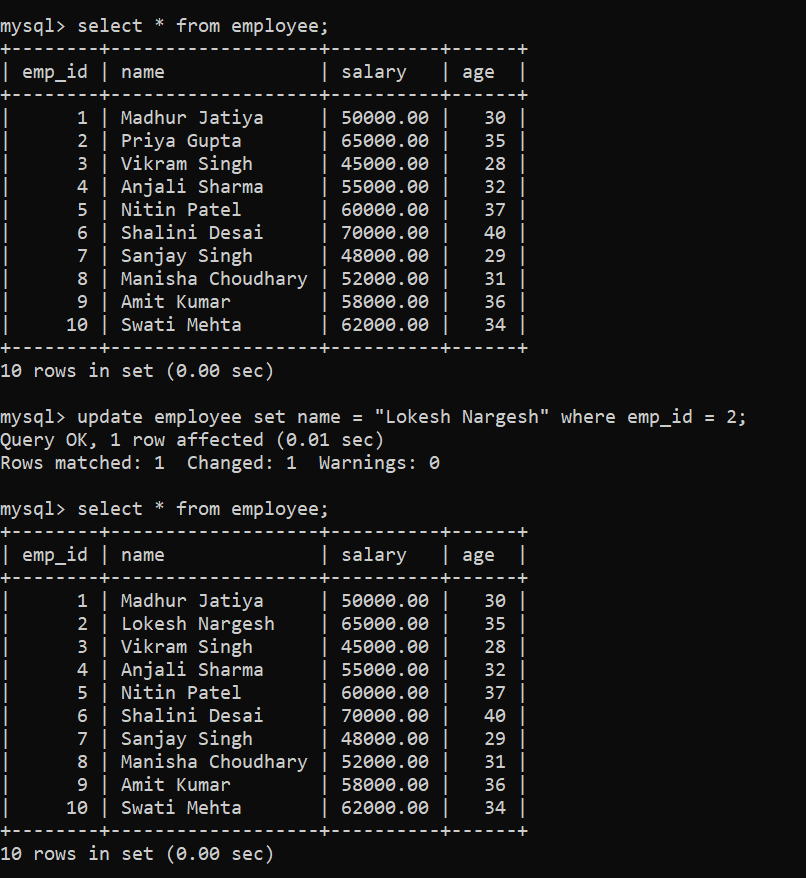 mysql> select * from employee;
+--------+-------------------+----------+------+
| emp_id | name              | salary   | age  |
+--------+-------------------+----------+------+
|      1 | Madhur Jatiya     | 50000.00 |   30 |
|      2 | Priya Gupta       | 65000.00 |   35 |
|      3 | Vikram Singh      | 45000.00 |   28 |
|      4 | Anjali Sharma     | 55000.00 |   32 |
|      5 | Nitin Patel       | 60000.00 |   37 |
|      6 | Shalini Desai     | 70000.00 |   40 |
|      7 | Sanjay Singh      | 48000.00 |   29 |
|      8 | Manisha Choudhary | 52000.00 |   31 |
|      9 | Amit Kumar        | 58000.00 |   36 |
|     10 | Swati Mehta       | 62000.00 |   34 |
+--------+-------------------+----------+------+
10 rows in set (0.00 sec)

mysql> update employee set name = "Lokesh Nargesh" where emp_id = 2;
Query OK, 1 row affected (0.01 sec)
Rows matched: 1  Changed: 1  Warnings: 0

mysql> select * from employee;
+--------+-------------------+----------+------+
| emp_id | name              | salary   | age  |
+--------+-------------------+----------+------+
|      1 | Madhur Jatiya     | 50000.00 |   30 |
|      2 | Lokesh Nargesh    | 65000.00 |   35 |
|      3 | Vikram Singh      | 45000.00 |   28 |
|      4 | Anjali Sharma     | 55000.00 |   32 |
|      5 | Nitin Patel       | 60000.00 |   37 |
|      6 | Shalini Desai     | 70000.00 |   40 |
|      7 | Sanjay Singh      | 48000.00 |   29 |
|      8 | Manisha Choudhary | 52000.00 |   31 |
|      9 | Amit Kumar        | 58000.00 |   36 |
|     10 | Swati Mehta       | 62000.00 |   34 |
+--------+-------------------+----------+------+
10 rows in set (0.00 sec)